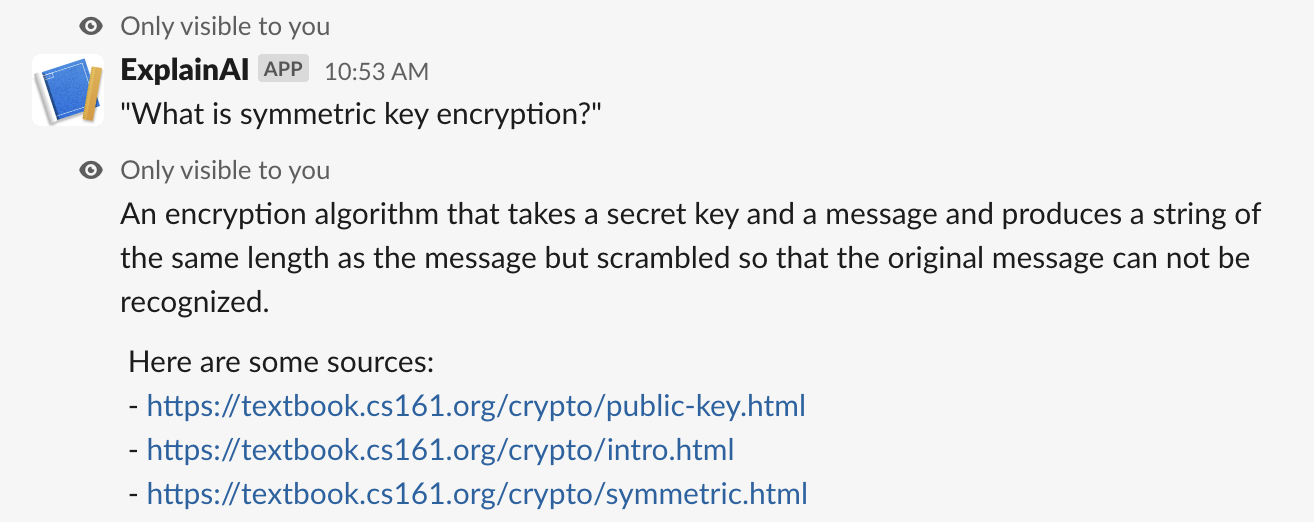 Only visible to you
ExplainAI APP 10:53 AM
"What is symmetric key encryption?"
Only visible to you
An encryption algorithm that takes a secret key and a message and produces a string of
the same length as the message but scrambled so that the original message can not be
recognized.
Here are some sources:
- https://textbook.cs161.org/crypto/public-key.html
- https://textbook.cs161.org/crypto/intro.html
- https://textbook.cs161.org/crypto/symmetric.html